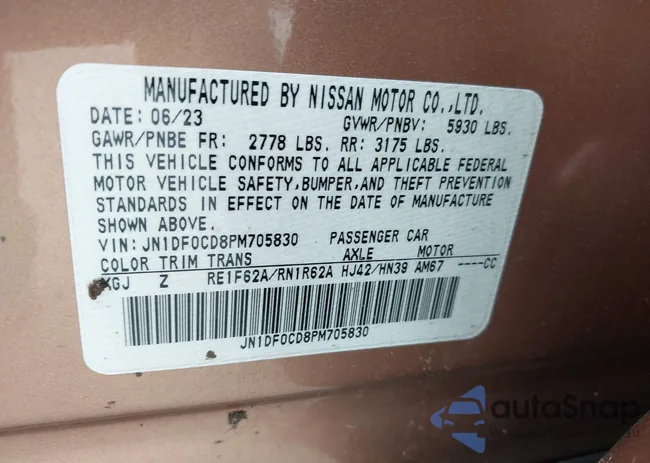 MANUFACTURED BY NISSAN MOTOR CO.,LTD.
DATE: 06/23 GVWR/PNBV: 5930 LBS.
GAWR/PNBE FR: 2778 LBS. RR: 3175 LBS.
THIS VEHICLE CONFORMS TO ALL APPLICABLE FEDERAL
MOTOR VEHICLE SAFETY,BUMPER,AND THEFT PREVENTION
STANDARDS IN EFFECT ON THE DATE OF MANUFACTURE
SHOWN ABOVE.
VIN: JN1DF0CD8PM705830 PASSENGER CAR
COLOR TRIM TRANS AXLE MOTOR
XGJ Z RE1F62A/RN1R62A HJ42/HN39 AM67 ----CC
JN1DF0CD8PM705830
autoSnap